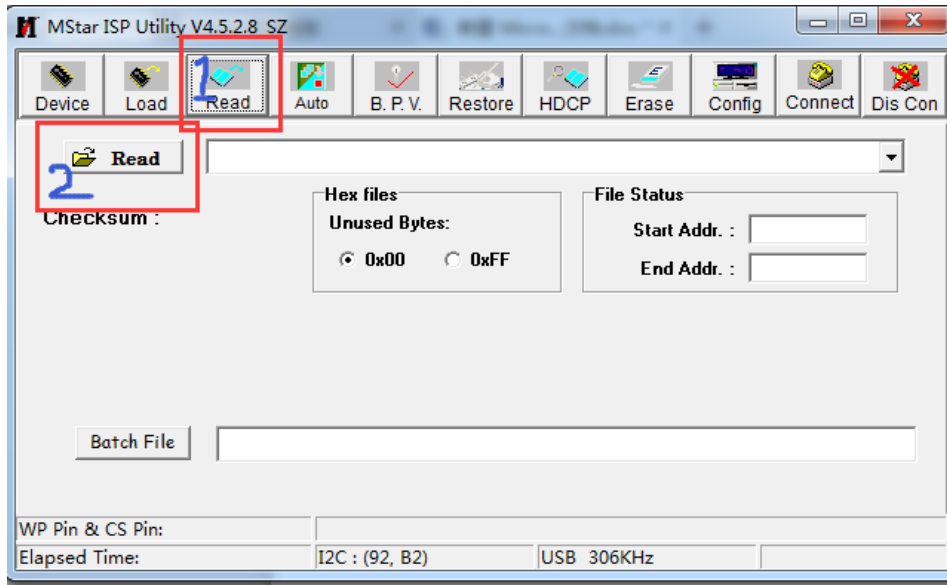 MStar ISP Utility V4.5.2.8 SZ
Device Load Read Auto B. P. V. Restore HDCP Erase Config Connect Dis Con
1
Read
2
Checksum :
Hex files
Unused Bytes:
0x00 0xFF
File Status
Start Addr. :
End Addr. :
Batch File
WP Pin & CS Pin:
Elapsed Time: I2C : (92, B2) USB 306KHz